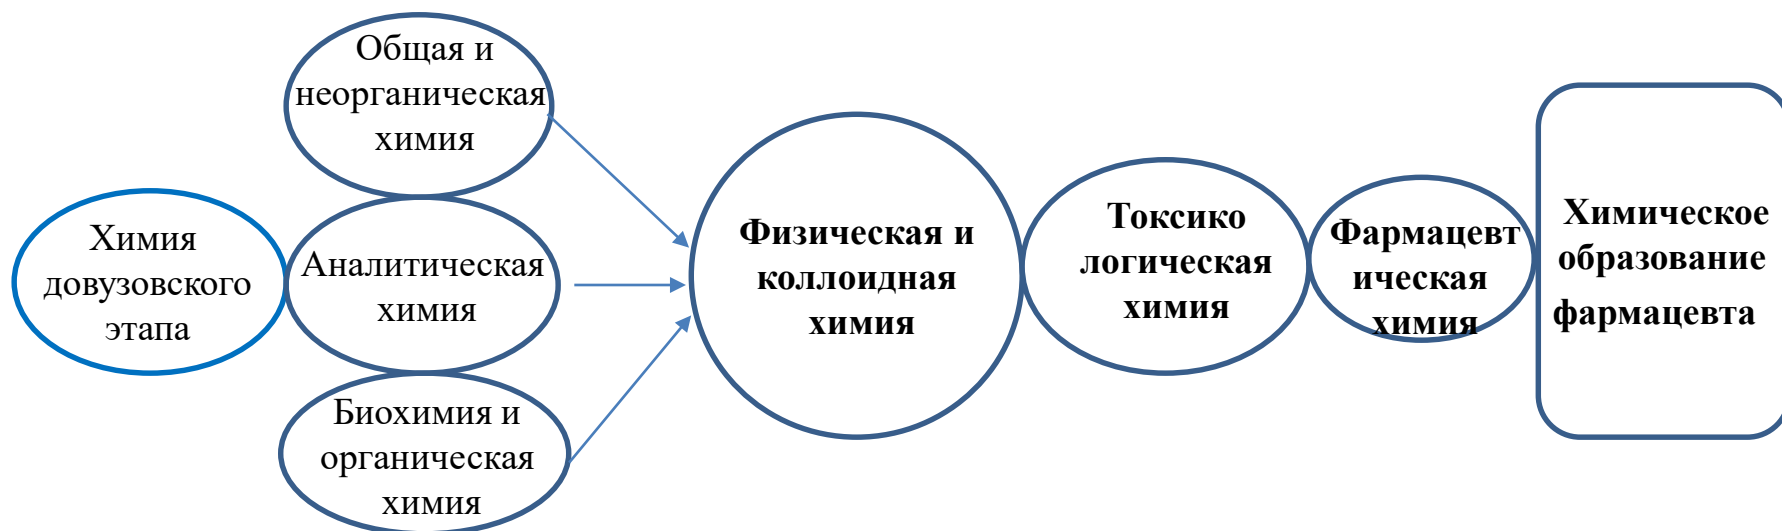 Химия
довузовского
этапа
Общая и
неорганическая
химия
Аналитическая
химия
Биохимия и
органическая
химия
Физическая и
коллоидная
химия
Токсико
логическая
химия
Фармацевт
ическая
химия
Химическое
образование
фармацевта